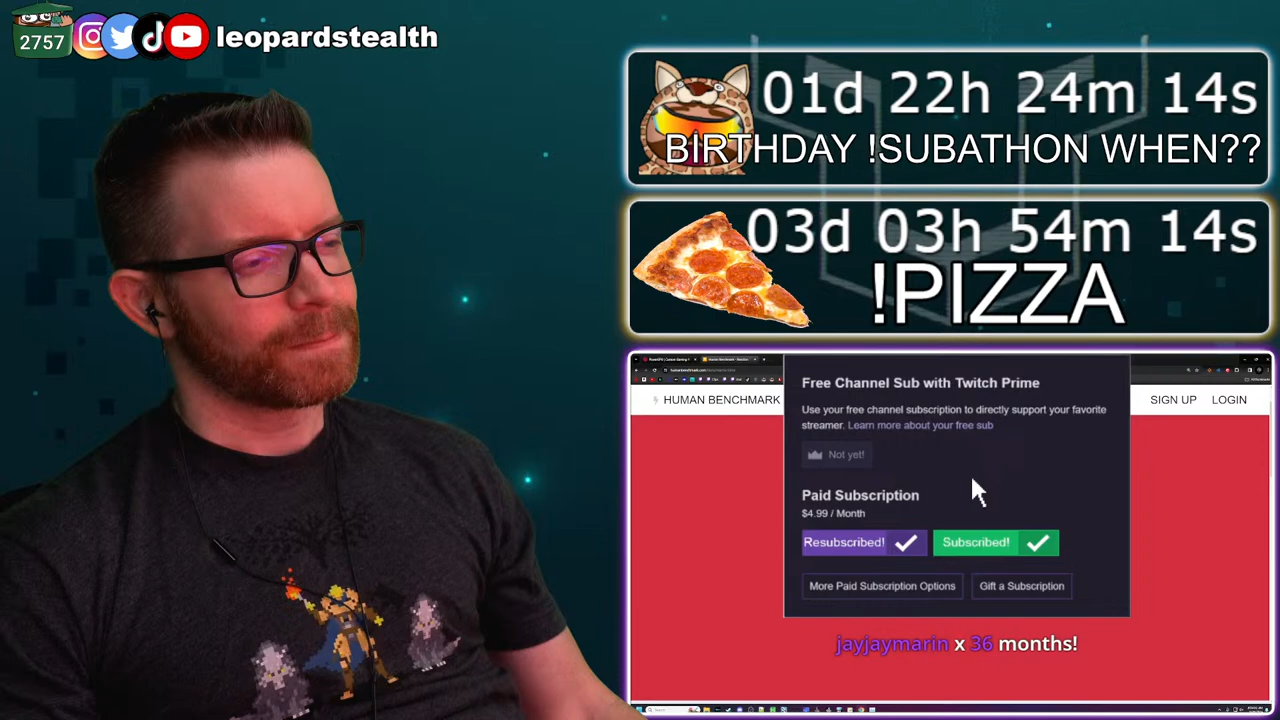 2757
leopardstealth
01d 22h 24m 14s
BIRTHDAY !SUBATHON WHEN??
03d 03h 54m 14s
!PIZZA
HUMAN BENCHMARK
SIGN UP
LOGIN
Free Channel Sub with Twitch Prime
Use your free channel subscription to directly support your favorite
streamer. Learn more about your free sub
Not yet!
Paid Subscription
$4.99 / Month
Resubscribed!
Subscribed!
More Paid Subscription Options
Gift a Subscription
jayjaymarin x 36 months!